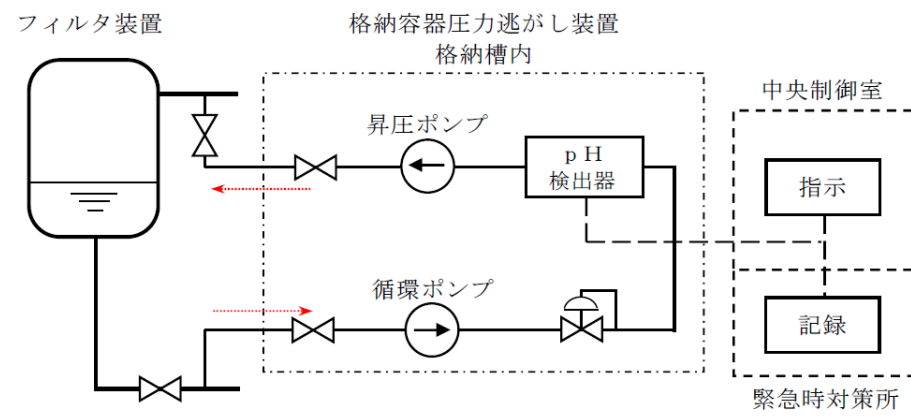 フィルタ装置
格納容器圧力逃がし装置
格納槽内
中央制御室
昇圧ポンプ
pH
検出器
指示
循環ポンプ
記録
緊急時対策所